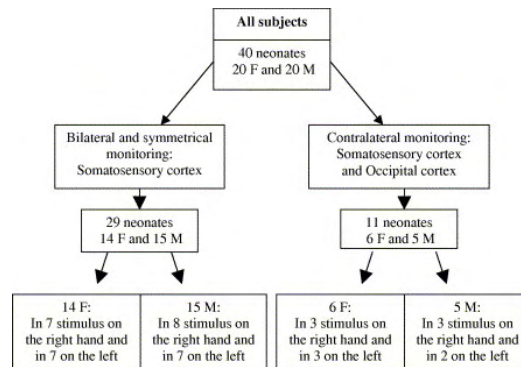 All subjects
40 neonates
20 F and 20 M
Bilateral and symmetrical
monitoring:
Somatosensory cortex
Contralateral monitoring:
Somatosensory cortex
and Occipital cortex
29 neonates
14 F and 15 M
11 neonates
6 F and 5 M
14 F:
In 7 stimulus on
the right hand and
in 7 on the left
15 M:
In 8 stimulus on
the right hand and
in 7 on the left
6 F:
In 3 stimulus on
the right hand and
in 3 on the left
5 M:
In 3 stimulus on
the right hand and
in 2 on the left